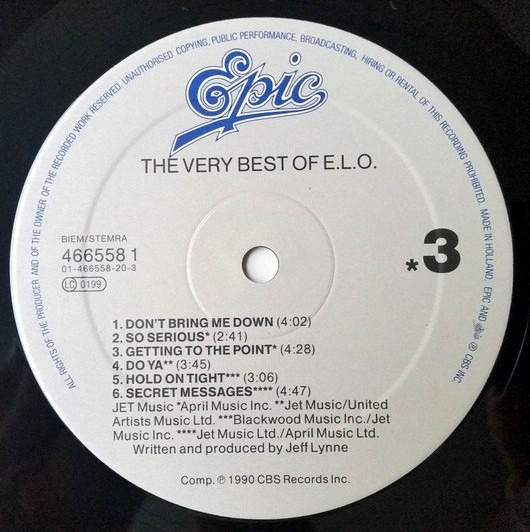 ALL RIGHTS OF THE PRODUCER AND OF THE OWNER OF THE RECORDED WORK RESERVED. UNAUTHORISED COPYING, PUBLIC PERFORMANCE, BROADCASTING, HIRING OR RENTAL OF THIS RECORDING PROHIBITED. MADE IN HOLLAND. EPIC AND Epic ℗ CBS INC.
Epic
THE VERY BEST OF E.L.O.
BIEM/STEMRA
466558 1
01-466558-20-3
LC 0199
*3
1. DON'T BRING ME DOWN (4:02)
2. SO SERIOUS* (2:41)
3. GETTING TO THE POINT* (4:28)
4. DO YA** (3:45)
5. HOLD ON TIGHT*** (3:06)
6. SECRET MESSAGES**** (4:47)
JET Music *April Music Inc. **Jet Music/United
Artists Music Ltd. ***Blackwood Music Inc./Jet
Music Inc. ****Jet Music Ltd./April Music Ltd.
Written and produced by Jeff Lynne
Comp. ℗ 1990 CBS Records Inc.